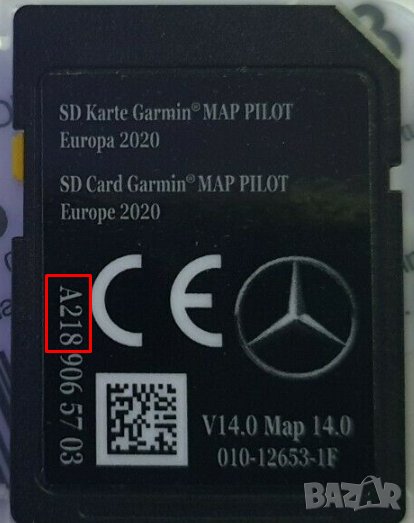 SD Karte Garmin® MAP PILOT
Europa 2020
SD Card Garmin® MAP PILOT
Europe 2020
A218 906 57 03
CE
V14.0 Map 14.0
010-12653-1F
BAZAR